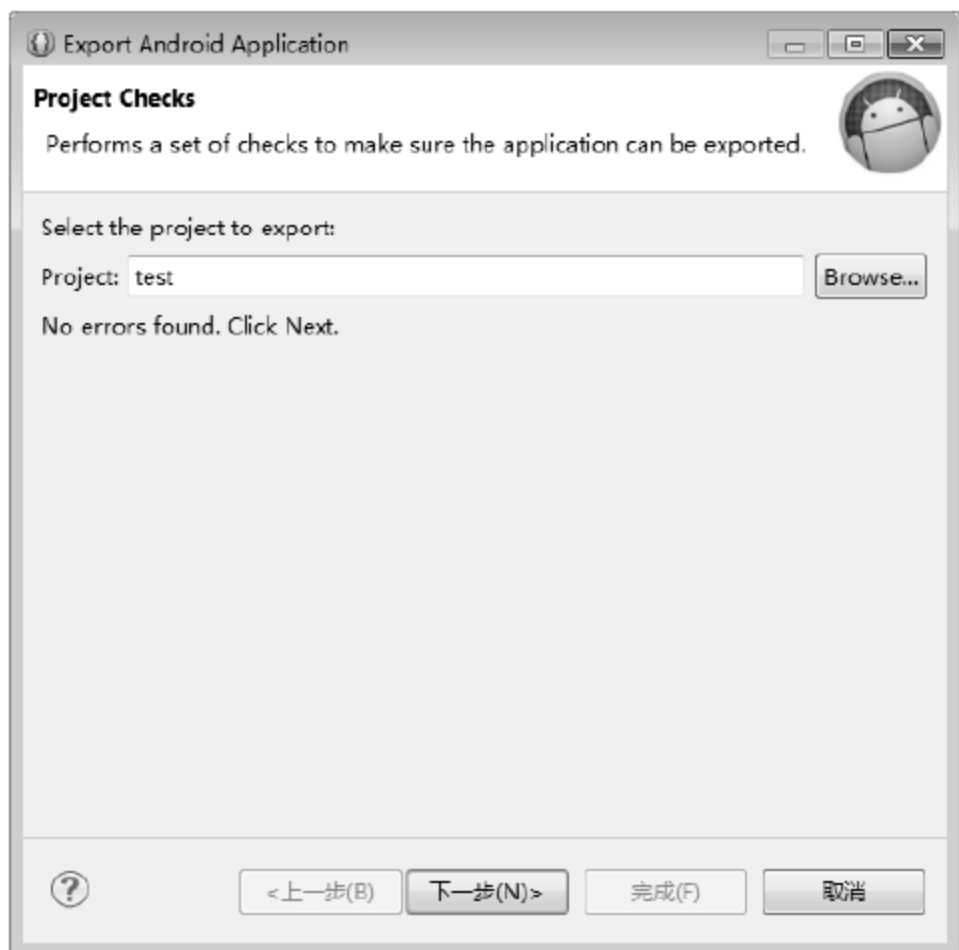 Export Android Application
Project Checks
Performs a set of checks to make sure the application can be exported.
Select the project to export:
Project: test Browse...
No errors found. Click Next.
? <上一步(B) 下一步(N)> 完成(F) 取消